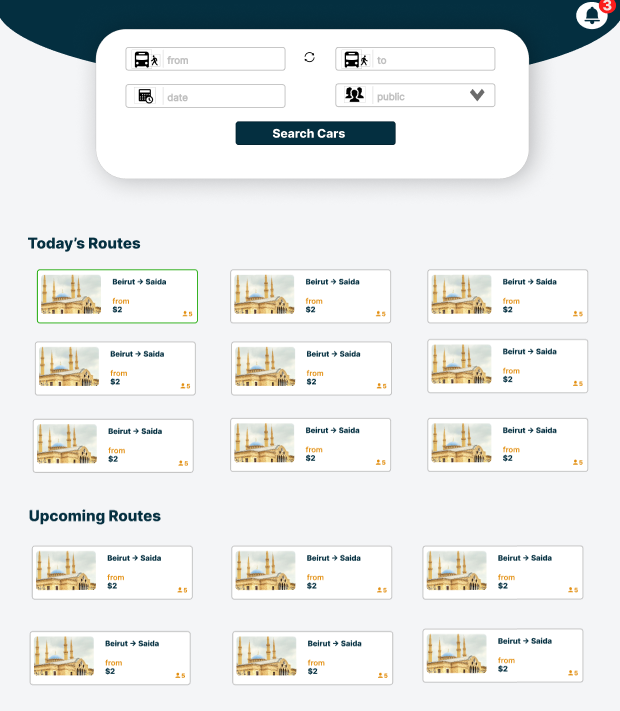 3
from
to
date
public
Search Cars
Today's Routes
Beirut → Saida
from
$2
5
Beirut → Saida
from
$2
5
Beirut → Saida
from
$2
5
Beirut → Saida
from
$2
5
Beirut → Saida
from
$2
5
Beirut → Saida
from
$2
5
Beirut → Saida
from
$2
5
Beirut → Saida
from
$2
5
Beirut → Saida
from
$2
5
Upcoming Routes
Beirut → Saida
from
$2
5
Beirut → Saida
from
$2
5
Beirut → Saida
from
$2
5
Beirut → Saida
from
$2
5
Beirut → Saida
from
$2
5
Beirut → Saida
from
$2
5